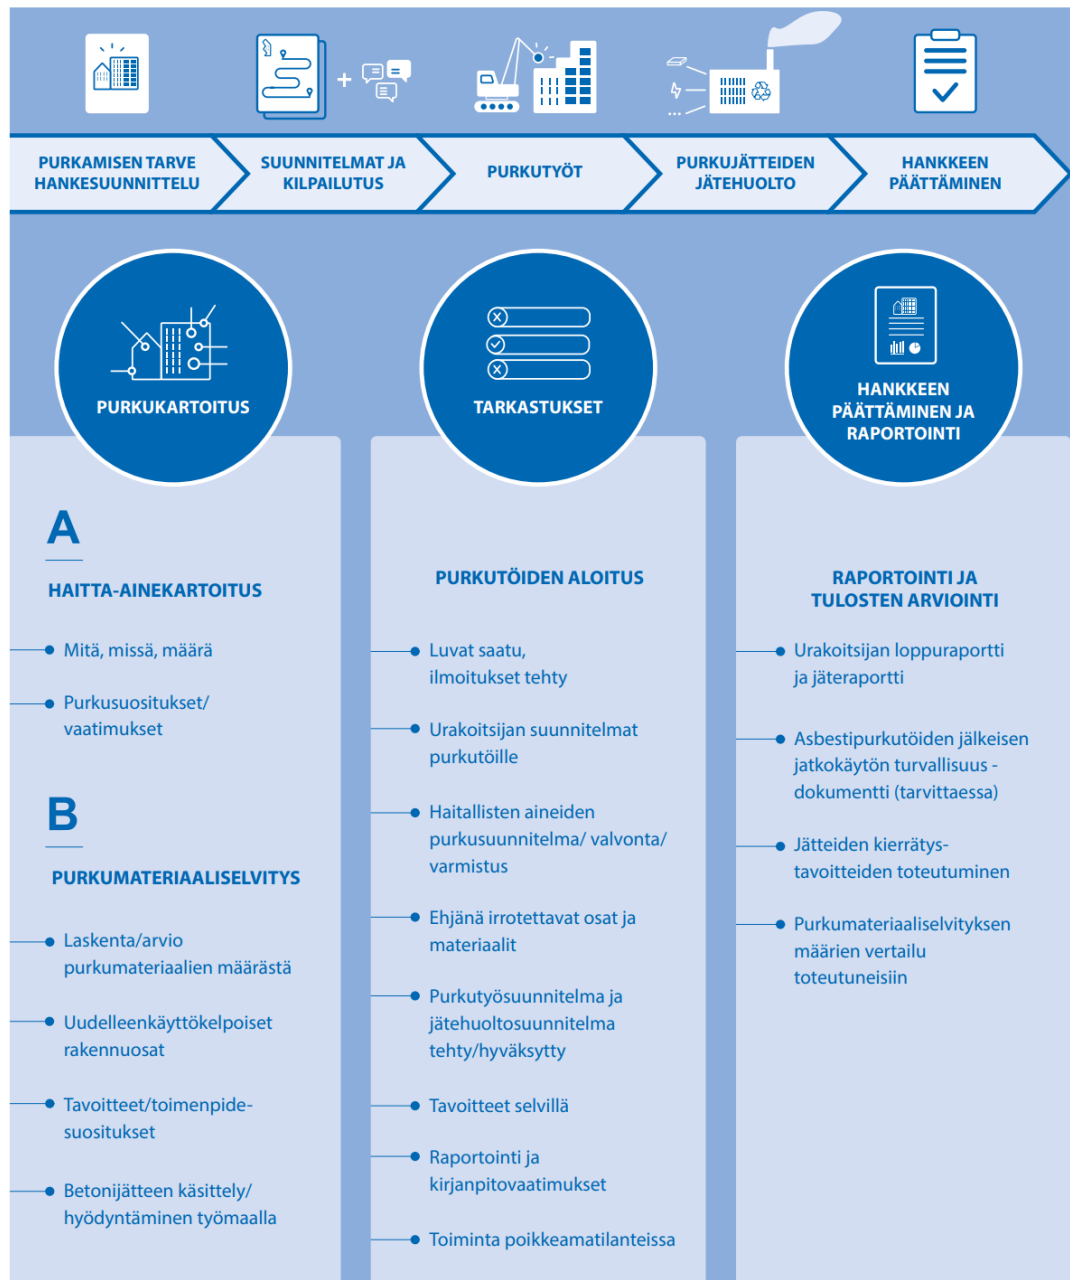 PURKAMISEN TARVE
HANKESUUNNITTELU
SUUNNITELMAT JA
KILPAILUTUS
PURKUTYÖT
PURKUJÄTTEIDEN
JÄTEHUOLTO
HANKKEEN
PÄÄTTÄMINEN
PURKUKARTOITUS
A
HAITTA-AINEKARTOITUS
Mitä, missä, määrä
Purkusuositukset/
vaatimukset
B
PURKUMATERIAALISELVITYS
Laskenta/arvio
purkumateriaalien määrästä
Uudelleenkäyttökelpoiset
rakennuosat
Tavoitteet/toimenpide-
suositukset
Betonijätteen käsittely/
hyödyntäminen työmaalla
TARKASTUKSET
PURKUTÖIDEN ALOITUS
Luvat saatu,
ilmoitukset tehty
Urakoitsijan suunnitelmat
purkutöille
Haitallisten aineiden
purkusuunnitelma/ valvonta/
varmistus
Ehjänä irrotettavat osat ja
materiaalit
Purkutyösuunnitelma ja
jätehuoltosuunnitelma
tehty/hyväksytty
Tavoitteet selvillä
Raportointi ja
kirjanpitovaatimukset
Toiminta poikkeamatilanteissa
HANKKEEN
PÄÄTTÄMINEN JA
RAPORTOINTI
RAPORTOINTI JA
TULOSTEN ARVIOINTI
Urakoitsijan loppuraportti
ja jäteraportti
Asbestipurkutöiden jälkeisen
jatkokäytön turvallisuus -
dokumentti (tarvittaessa)
Jätteiden kierrätys-
tavoitteiden toteutuminen
Purkumateriaaliselvityksen
määrien vertailu
toteutuneisiin